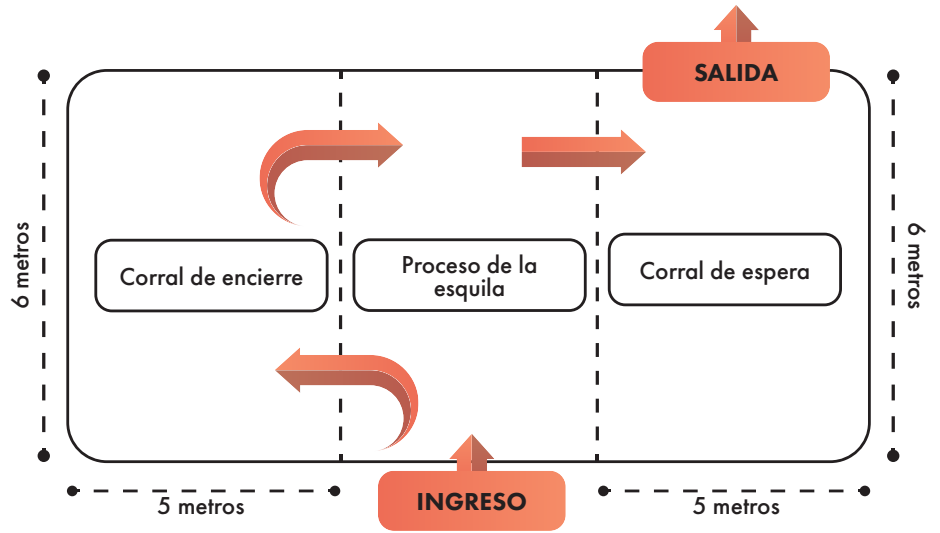 SALIDA
6 metros
Corral de encierre
Proceso de la
esquila
Corral de espera
6 metros
5 metros
INGRESO
5 metros